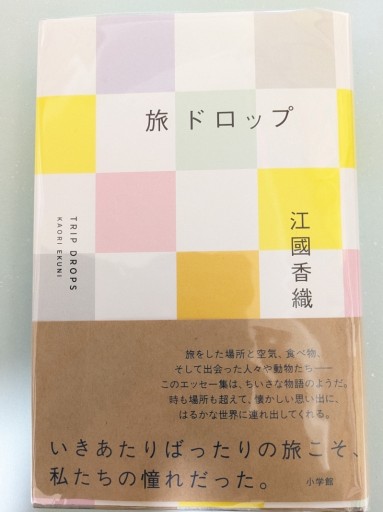 旅ドロップ
江國香織
TRIP DROPS
KAORI EKUNI
旅をした場所と空気、食べ物、
そして出会った人々や動物たち──
このエッセー集は、ちいさな物語のようだ。
時も場所も超えて、懐かしい思い出に、
はるかな世界に連れ出してくれる。
いきあたりばったりの旅こそ、
私たちの憧れだった。
小学館